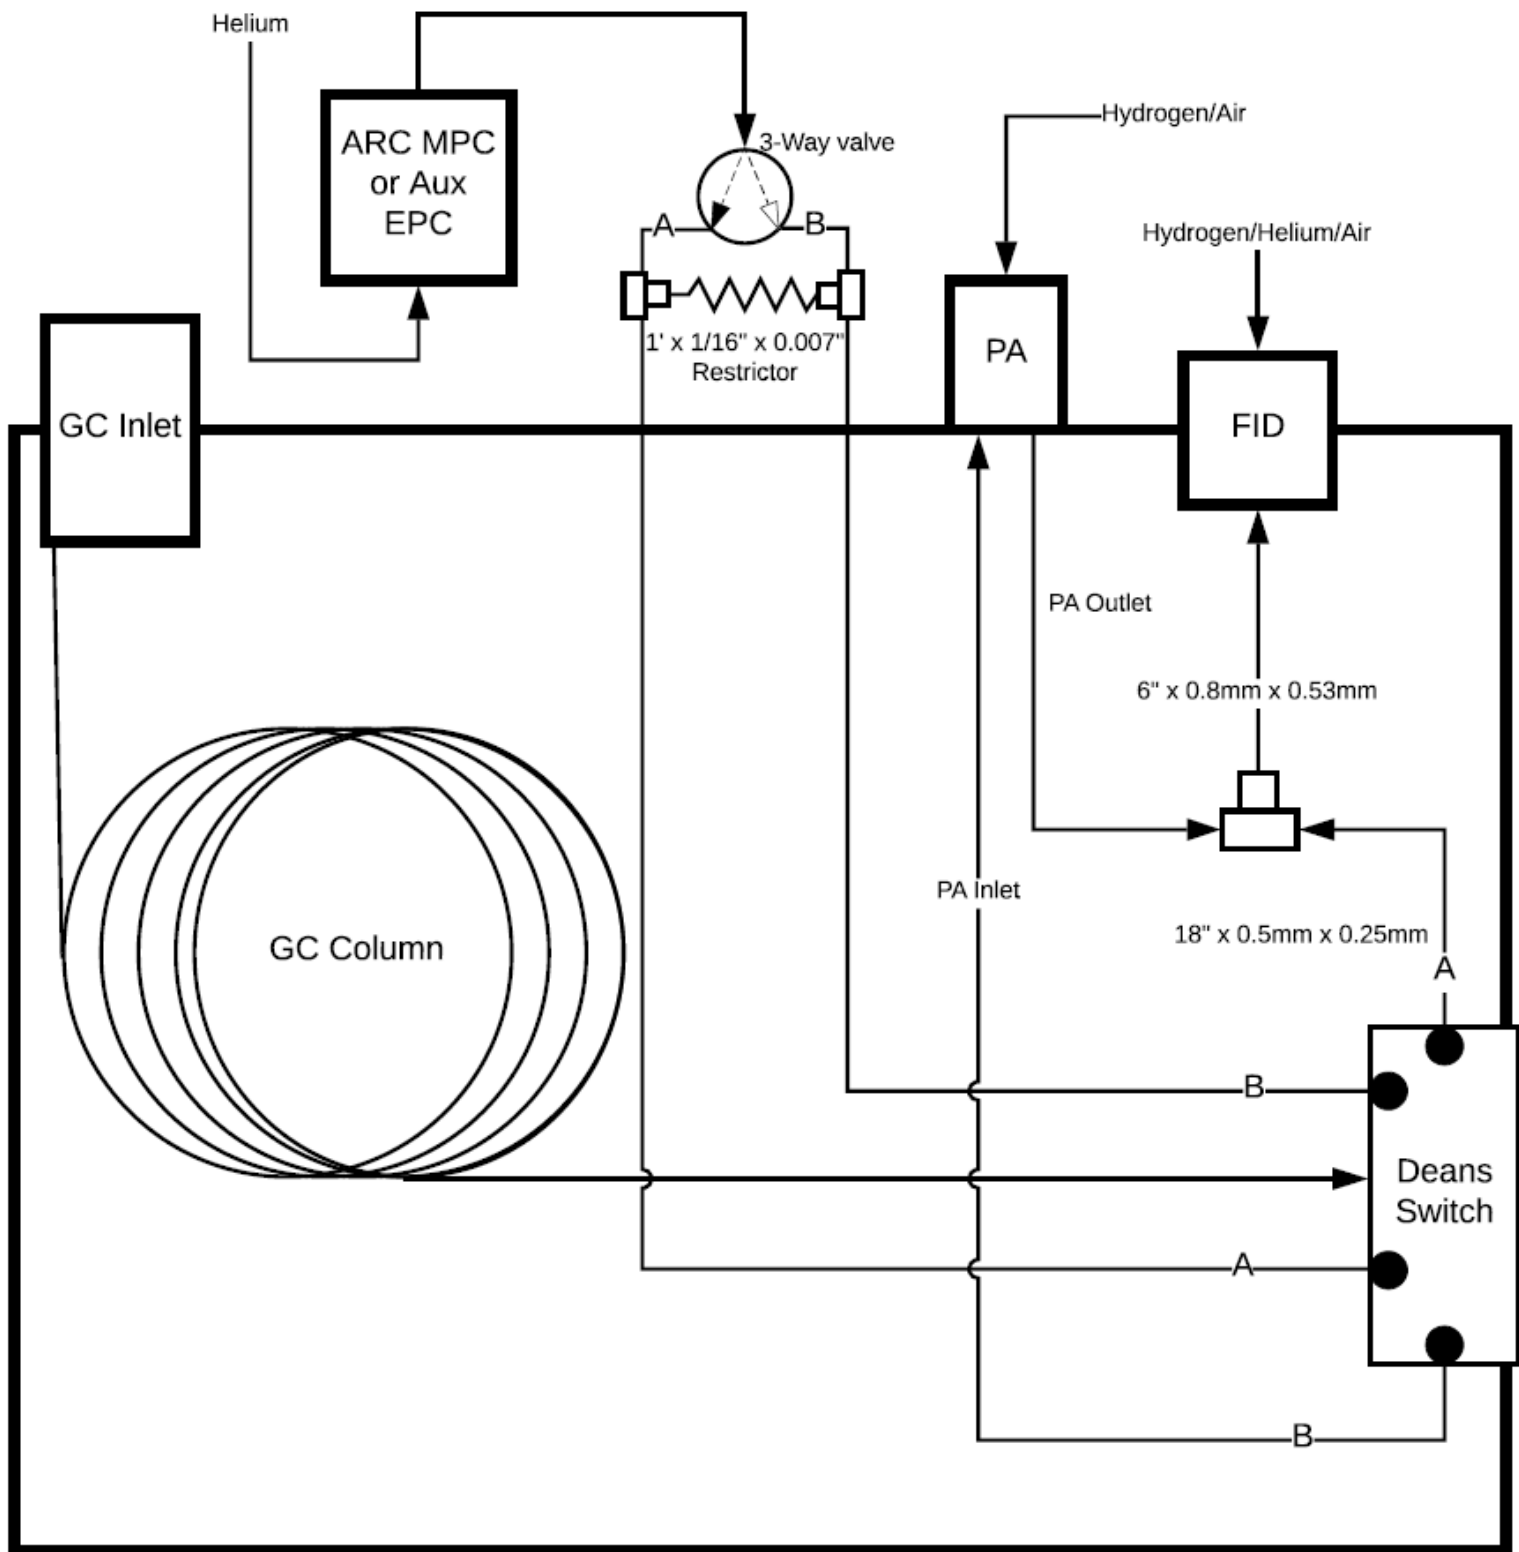 Helium
ARC MPC
or Aux
EPC
3-Way valve
A
B
1' x 1/16" x 0.007"
Restrictor
Hydrogen/Air
Hydrogen/Helium/Air
PA
FID
GC Inlet
PA Outlet
6" x 0.8mm x 0.53mm
PA Inlet
18" x 0.5mm x 0.25mm
A
GC Column
B
Deans
Switch
A
B